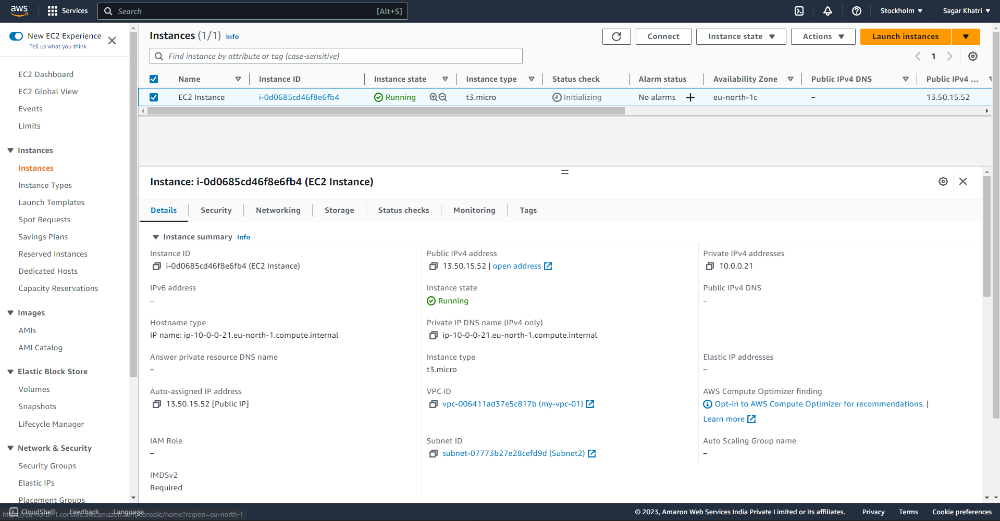 aws Services Search [Alt+S] Stockholm Sagar Khatri
New EC2 Experience
Tell us what you think
EC2 Dashboard
EC2 Global View
Events
Limits
Instances
Instances
Instance Types
Launch Templates
Spot Requests
Savings Plans
Reserved Instances
Dedicated Hosts
Capacity Reservations
Images
AMIs
AMI Catalog
Elastic Block Store
Volumes
Snapshots
Lifecycle Manager
Network & Security
Security Groups
Elastic IPs
Placement Groups
Instances (1/1) Info
Connect Instance state Actions Launch instances
Find instance by attribute or tag (case-sensitive) 1
Name Instance ID Instance state Instance type Status check Alarm status Availability Zone Public IPv4 DNS Public IPv4 ...
EC2 Instance i-0d0685cd46f8e6fb4 Running t3.micro Initializing No alarms + eu-north-1c – 13.50.15.52
Instance: i-0d0685cd46f8e6fb4 (EC2 Instance)
Details Security Networking Storage Status checks Monitoring Tags
Instance summary Info
Instance ID
i-0d0685cd46f8e6fb4 (EC2 Instance)
Public IPv4 address
13.50.15.52 | open address
Private IPv4 addresses
10.0.0.21
IPv6 address
–
Instance state
Running
Public IPv4 DNS
–
Hostname type
IP name: ip-10-0-0-21.eu-north-1.compute.internal
Private IP DNS name (IPv4 only)
ip-10-0-0-21.eu-north-1.compute.internal
Answer private resource DNS name
–
Instance type
t3.micro
Elastic IP addresses
–
Auto-assigned IP address
13.50.15.52 [Public IP]
VPC ID
vpc-006411ad37e5c817b (my-vpc-01)
AWS Compute Optimizer finding
Opt-in to AWS Compute Optimizer for recommendations. |
Learn more
IAM Role
–
Subnet ID
subnet-07773b27e28cefd9d (Subnet2)
Auto Scaling Group name
–
IMDSv2
Required
CloudShell Feedback Language
https://eu-north-1.console.aws.amazon.com/console/home?region=eu-north-1
© 2023, Amazon Web Services India Private Limited or its affiliates. Privacy Terms Cookie preferences